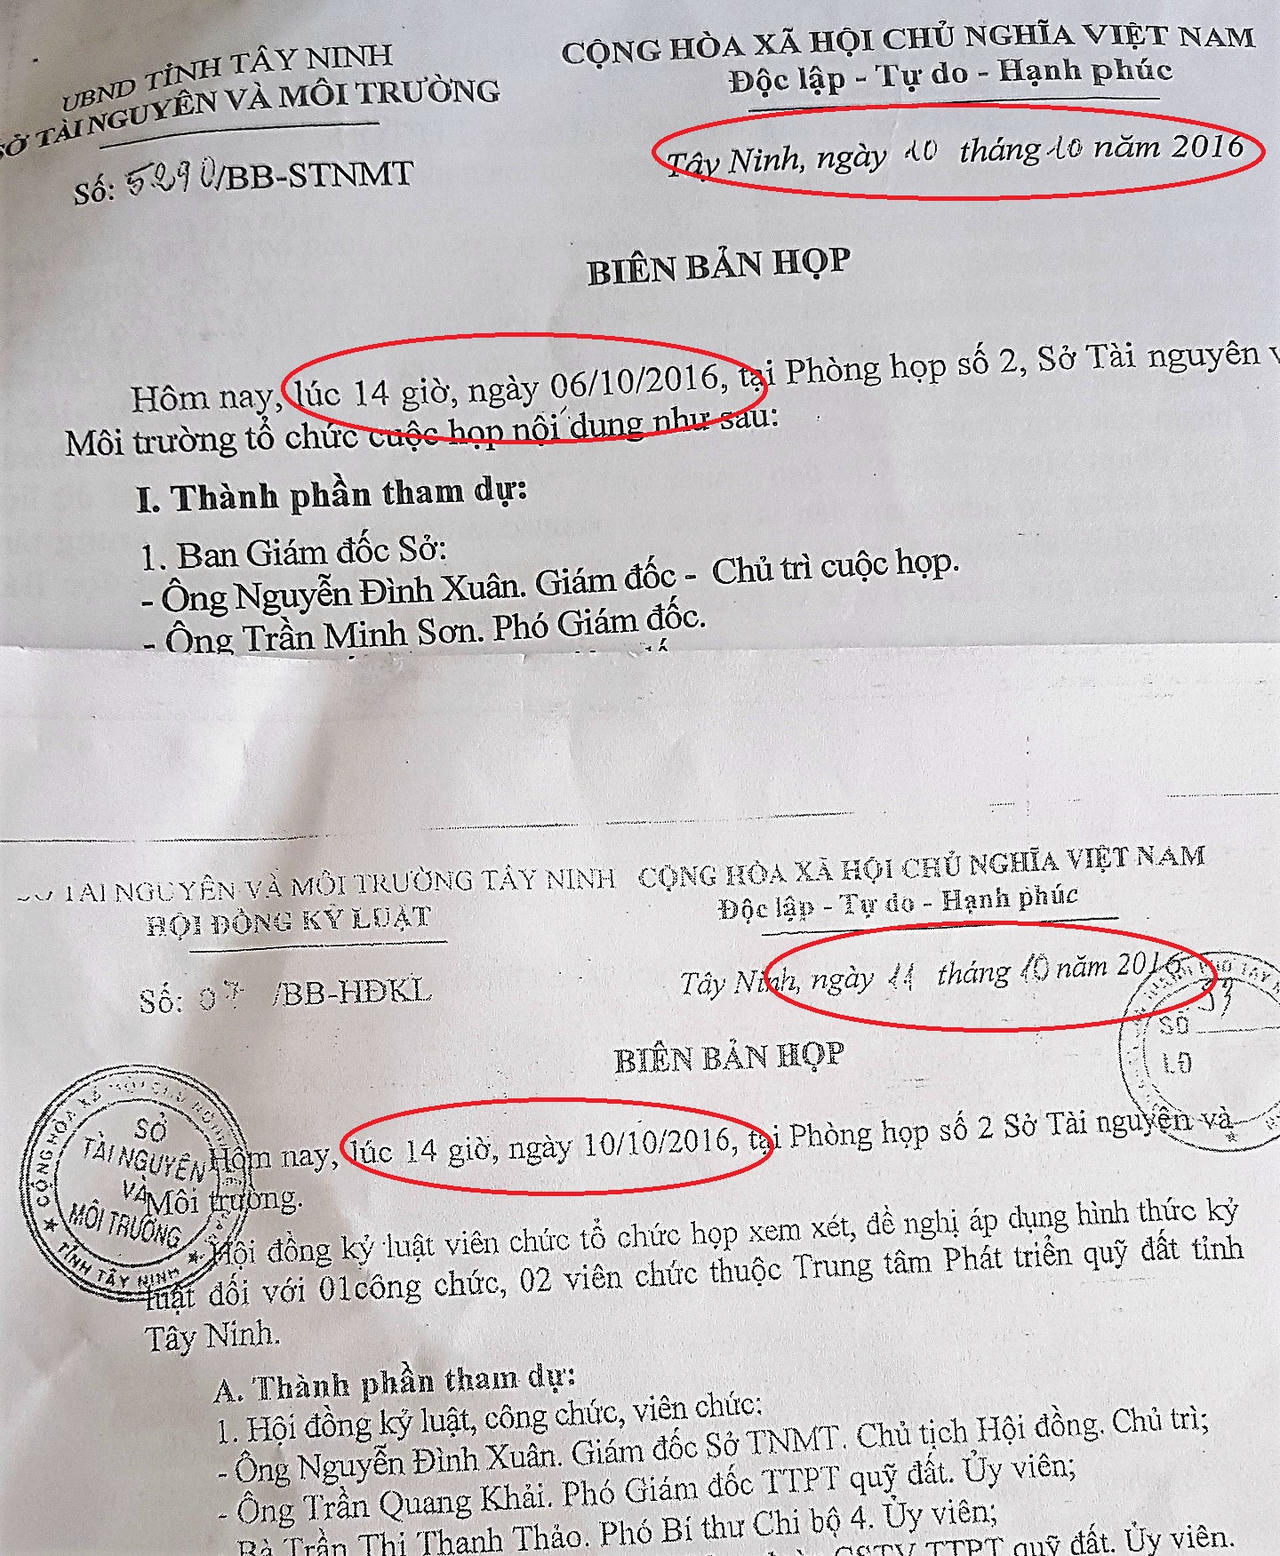 UBND TỈNH TÂY NINH
SỞ TÀI NGUYÊN VÀ MÔI TRƯỜNG
Số: 5290/BB-STNMT
CỘNG HÒA XÃ HỘI CHỦ NGHĨA VIỆT NAM
Độc lập - Tự do - Hạnh phúc
Tây Ninh, ngày 10 tháng 10 năm 2016
BIÊN BẢN HỌP
Hôm nay, lúc 14 giờ, ngày 06/10/2016, tại Phòng họp số 2, Sở Tài nguyên v
Môi trường tổ chức cuộc họp nội dung như sau:
I. Thành phần tham dự:
1. Ban Giám đốc Sở:
- Ông Nguyễn Đình Xuân. Giám đốc - Chủ trì cuộc họp.
- Ông Trần Minh Sơn. Phó Giám đốc.
SỞ TÀI NGUYÊN VÀ MÔI TRƯỜNG TÂY NINH
HỘI ĐỒNG KỶ LUẬT
Số: 07 /BB-HĐKL
CỘNG HÒA XÃ HỘI CHỦ NGHĨA VIỆT NAM
Độc lập - Tự do - Hạnh phúc
Tây Ninh, ngày 11 tháng 10 năm 2016
SỐ
LĐ
BIÊN BẢN HỌP
SỞ
TÀI NGUYÊN
VÀ
MÔI TRƯỜNG
TỈNH TÂY NINH
Hôm nay, lúc 14 giờ, ngày 10/10/2016, tại Phòng họp số 2 Sở Tài nguyên và
Môi trường.
Hội đồng kỷ luật viên chức tổ chức họp xem xét, đề nghị áp dụng hình thức kỷ
luật đối với 01công chức, 02 viên chức thuộc Trung tâm Phát triển quỹ đất tỉnh
Tây Ninh.
A. Thành phần tham dự:
1. Hội đồng kỷ luật, công chức, viên chức:
- Ông Nguyễn Đình Xuân. Giám đốc Sở TNMT. Chủ tịch Hội đồng. Chủ trì;
- Ông Trần Quang Khải. Phó Giám đốc TTPT quỹ đất. Ủy viên;
Bà Trần Thị Thanh Thảo. Phó Bí thư Chi bộ 4. Ủy viên;
TTPT quỹ đất. Ủy viên.